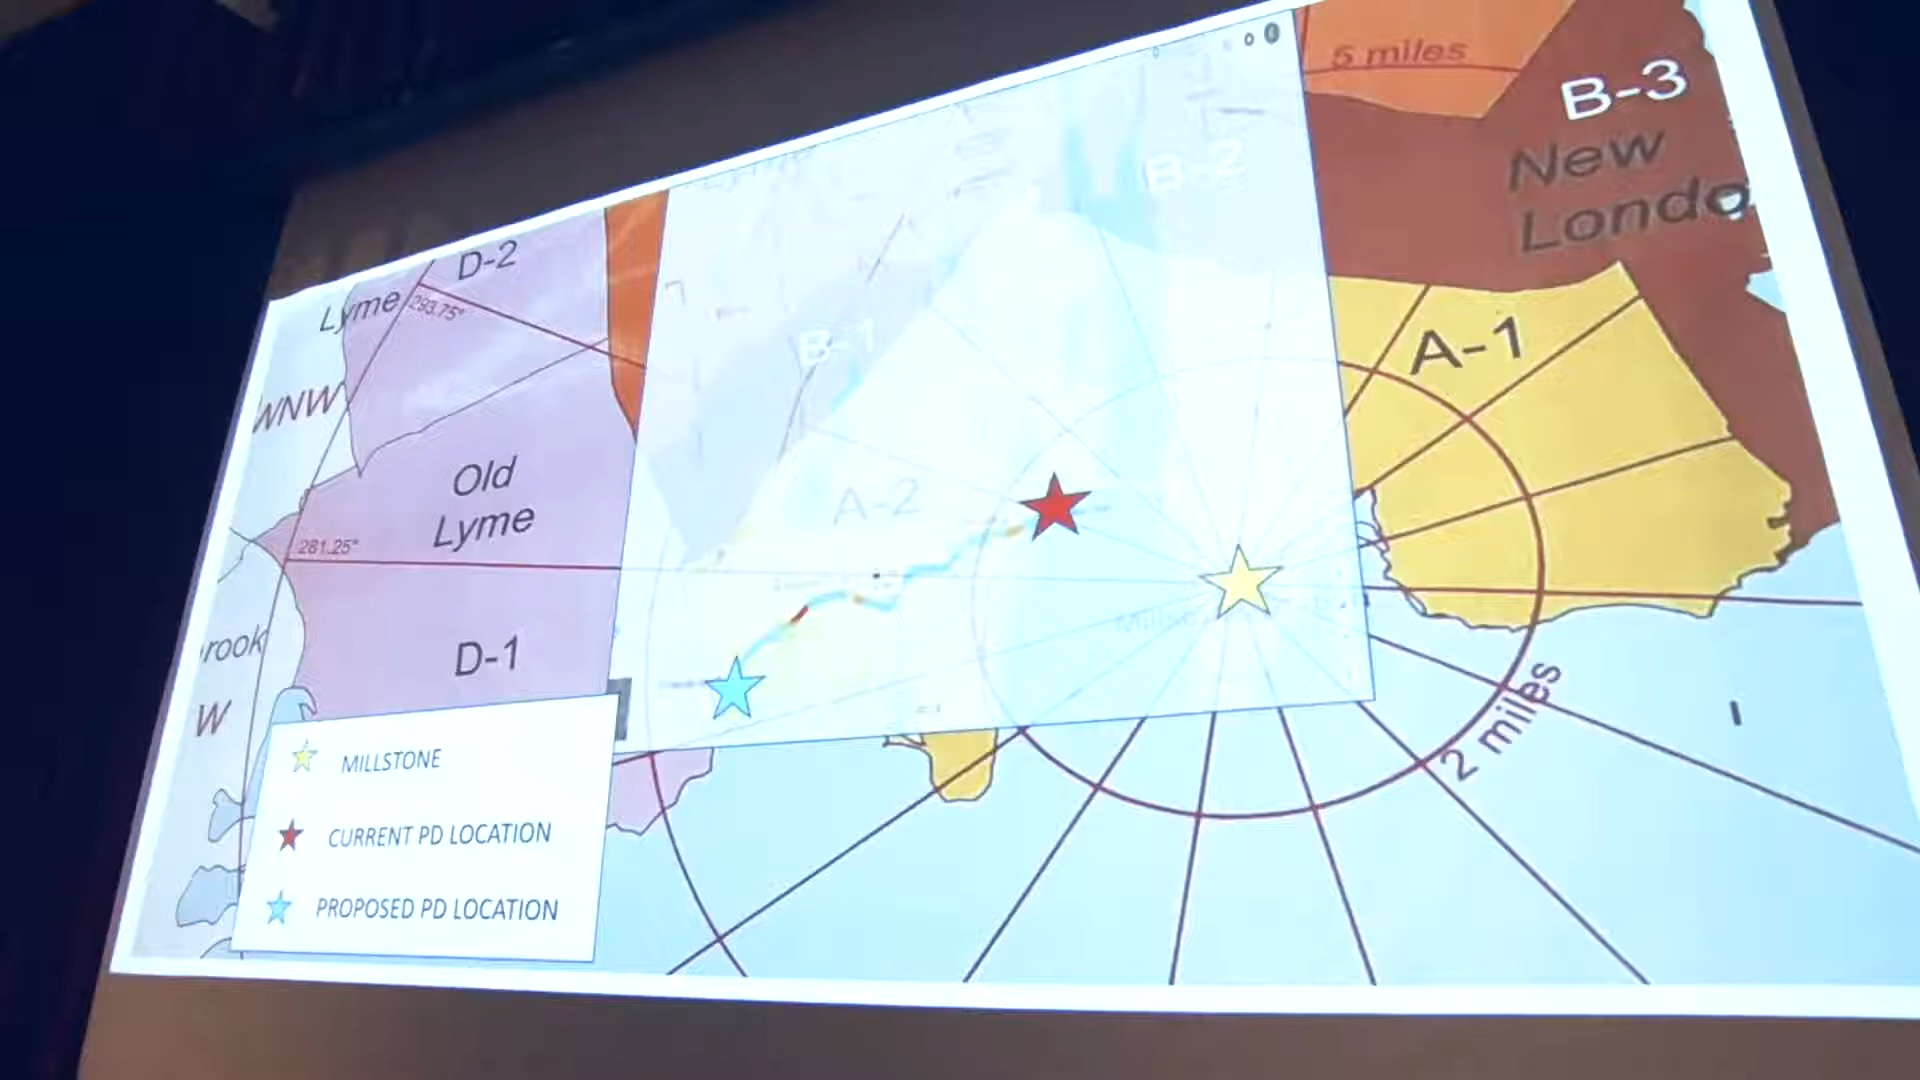 5 miles
B-3
New
London
B-2
D-2
Lyme
293.75°
B-1
A-1
WNW
Old
Lyme
A-2
281.25°
D-1
rook
W
2 miles
I
MILLSTONE
CURRENT PD LOCATION
PROPOSED PD LOCATION